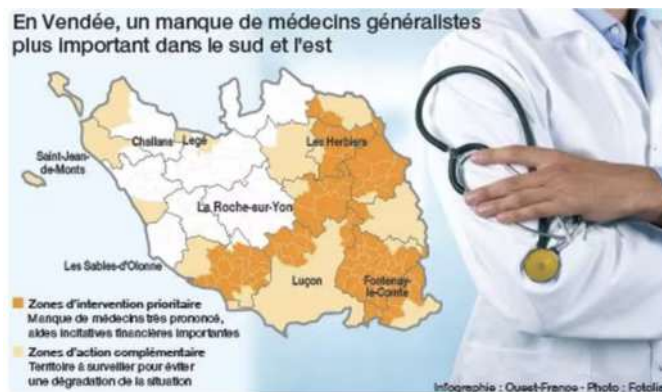 En Vendée, un manque de médecins généralistes
plus important dans le sud et l'est
Challans
Legé
Les Herbiers
Saint-Jean-
de-Monts
La Roche-sur-Yon
Les Sables-d'Olonne
Luçon
Fontenay-
le-Comte
Zones d'intervention prioritaire
Manque de médecins très prononcé,
aides incitatives financières importantes
Zones d'action complémentaire
Territoire à surveiller pour éviter
une dégradation de la situation
Infographie : Ouest-France - Photo : Fotolia